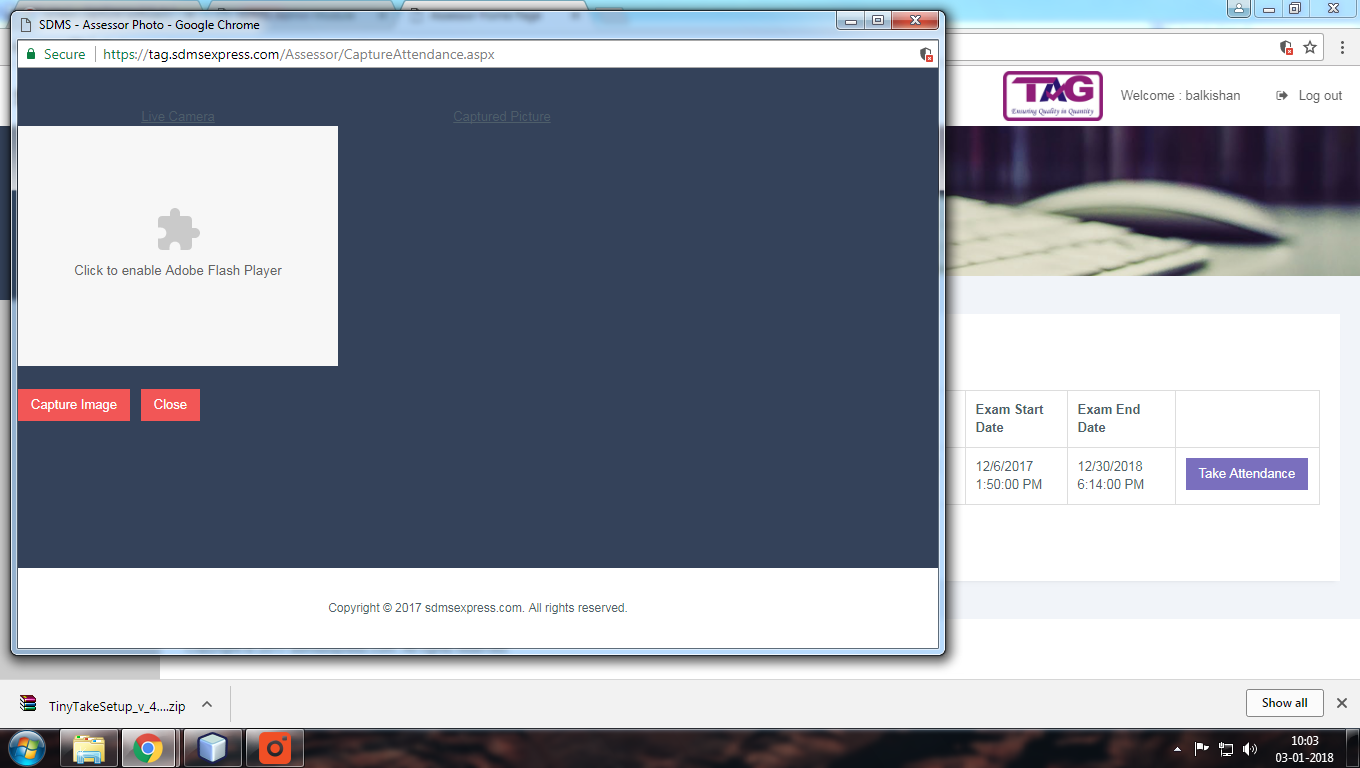 SDMS - Assessor Photo - Google Chrome
Secure
https://tag.sdmsexpress.com/Assessor/CaptureAttendance.aspx
Live Camera
Captured Picture
Click to enable Adobe Flash Player
Capture Image
Close
Copyright © 2017 sdmsexpress.com. All rights reserved.
TAG
Ensuring Quality in Quantity
Welcome : balkishan
Log out
Exam Start
Date
Exam End
Date
12/6/2017
1:50:00 PM
12/30/2018
6:14:00 PM
Take Attendance
TinyTakeSetup_v_4....zip
Show all
10:03
03-01-2018